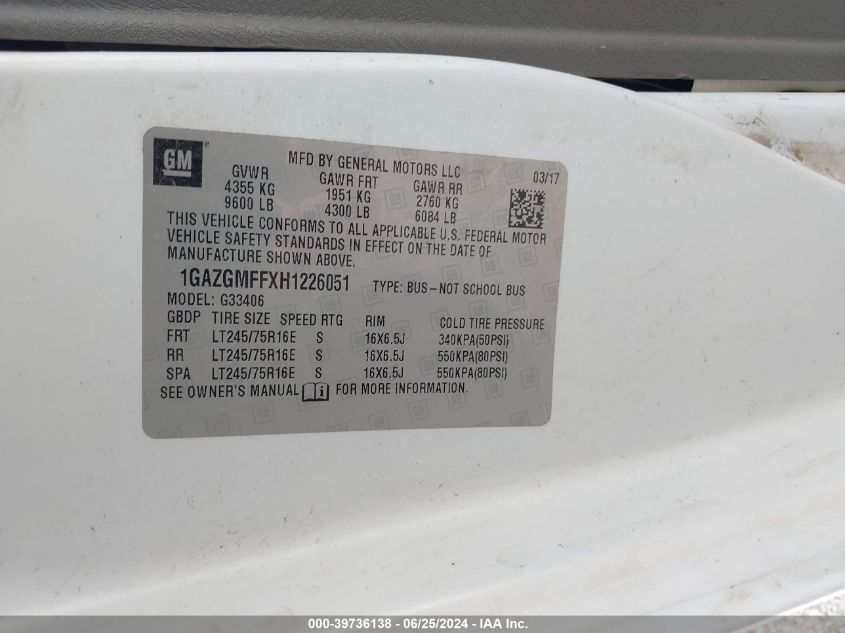 GM
MFD BY GENERAL MOTORS LLC 03/17
GVWR GAWR FRT GAWR RR
4355 KG 1951 KG 2760 KG
9600 LB 4300 LB 6084 LB
THIS VEHICLE CONFORMS TO ALL APPLICABLE U.S. FEDERAL MOTOR
VEHICLE SAFETY STANDARDS IN EFFECT ON THE DATE OF
MANUFACTURE SHOWN ABOVE.
1GAZGMFFXH1226051 TYPE: BUS-NOT SCHOOL BUS
MODEL: G33406
GBDP TIRE SIZE SPEED RTG RIM COLD TIRE PRESSURE
FRT LT245/75R16E S 16X6.5J 340KPA(50PSI)
RR LT245/75R16E S 16X6.5J 550KPA(80PSI)
SPA LT245/75R16E S 16X6.5J 550KPA(80PSI)
SEE OWNER'S MANUAL FOR MORE INFORMATION.
000-39736138 - 06/25/2024 - IAA Inc.